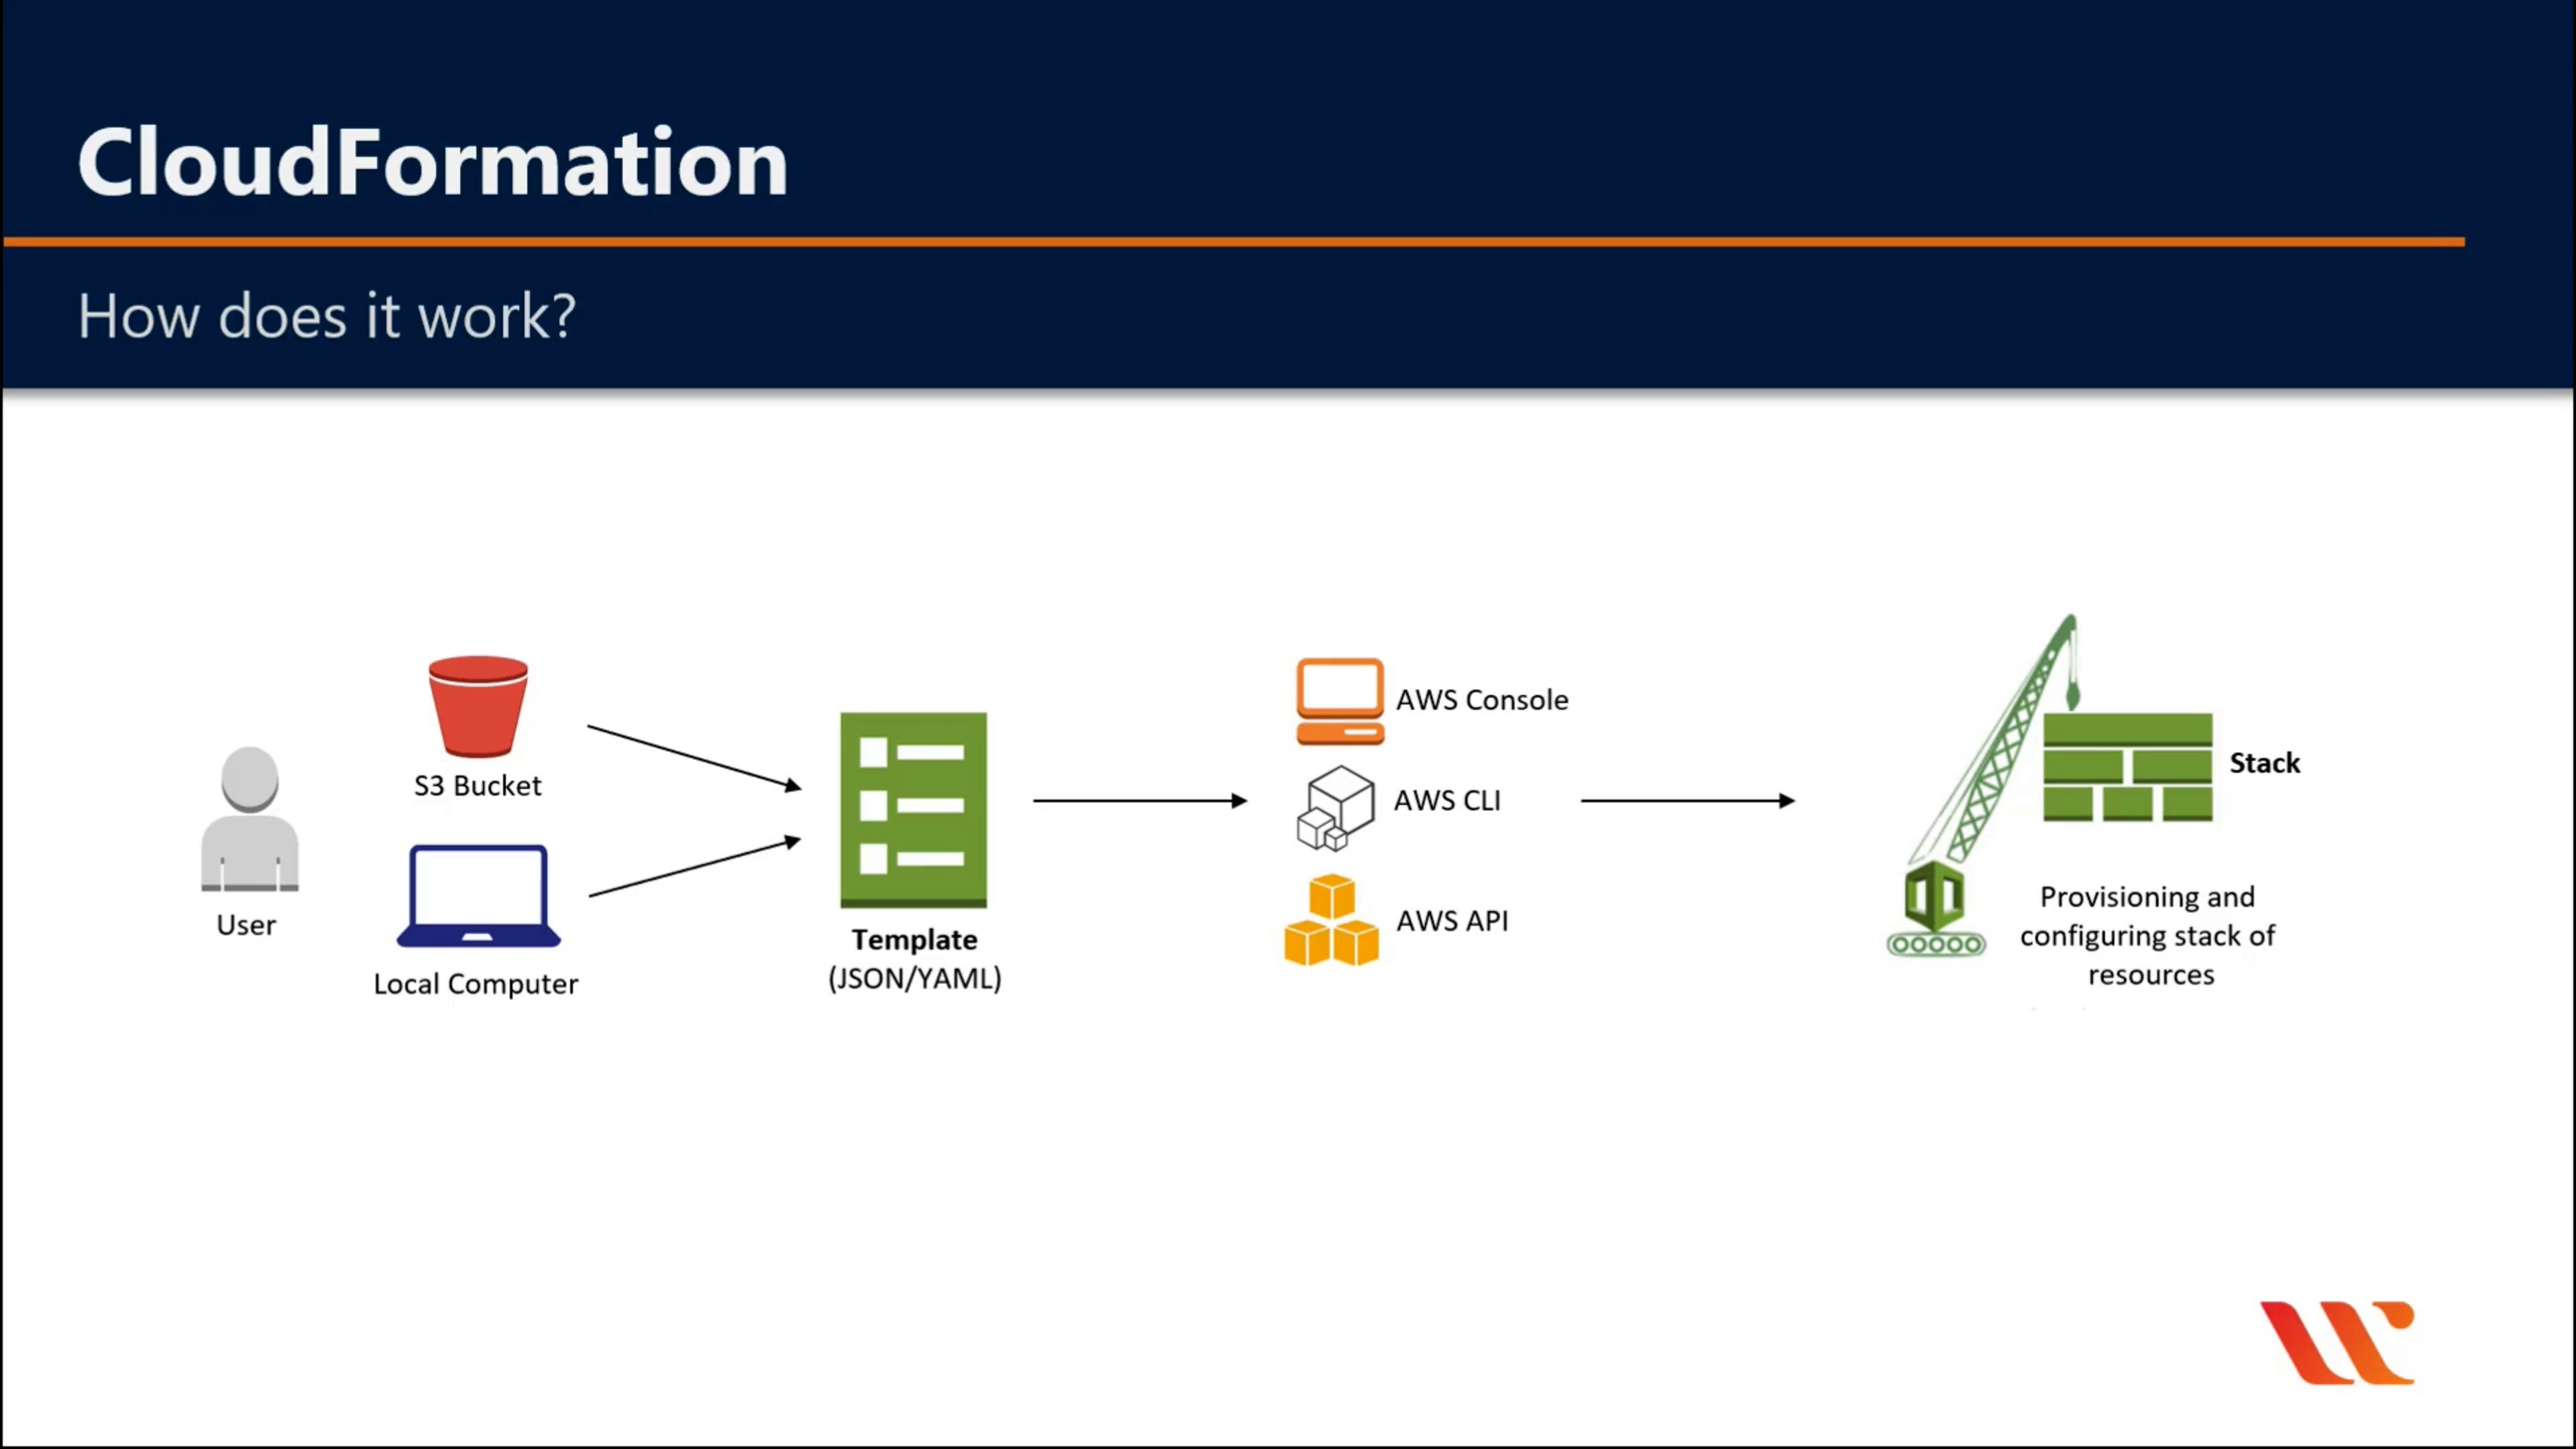 CloudFormation
How does it work?
User
S3 Bucket
Local Computer
Template
(JSON/YAML)
AWS Console
AWS CLI
AWS API
Stack
Provisioning and
configuring stack of
resources